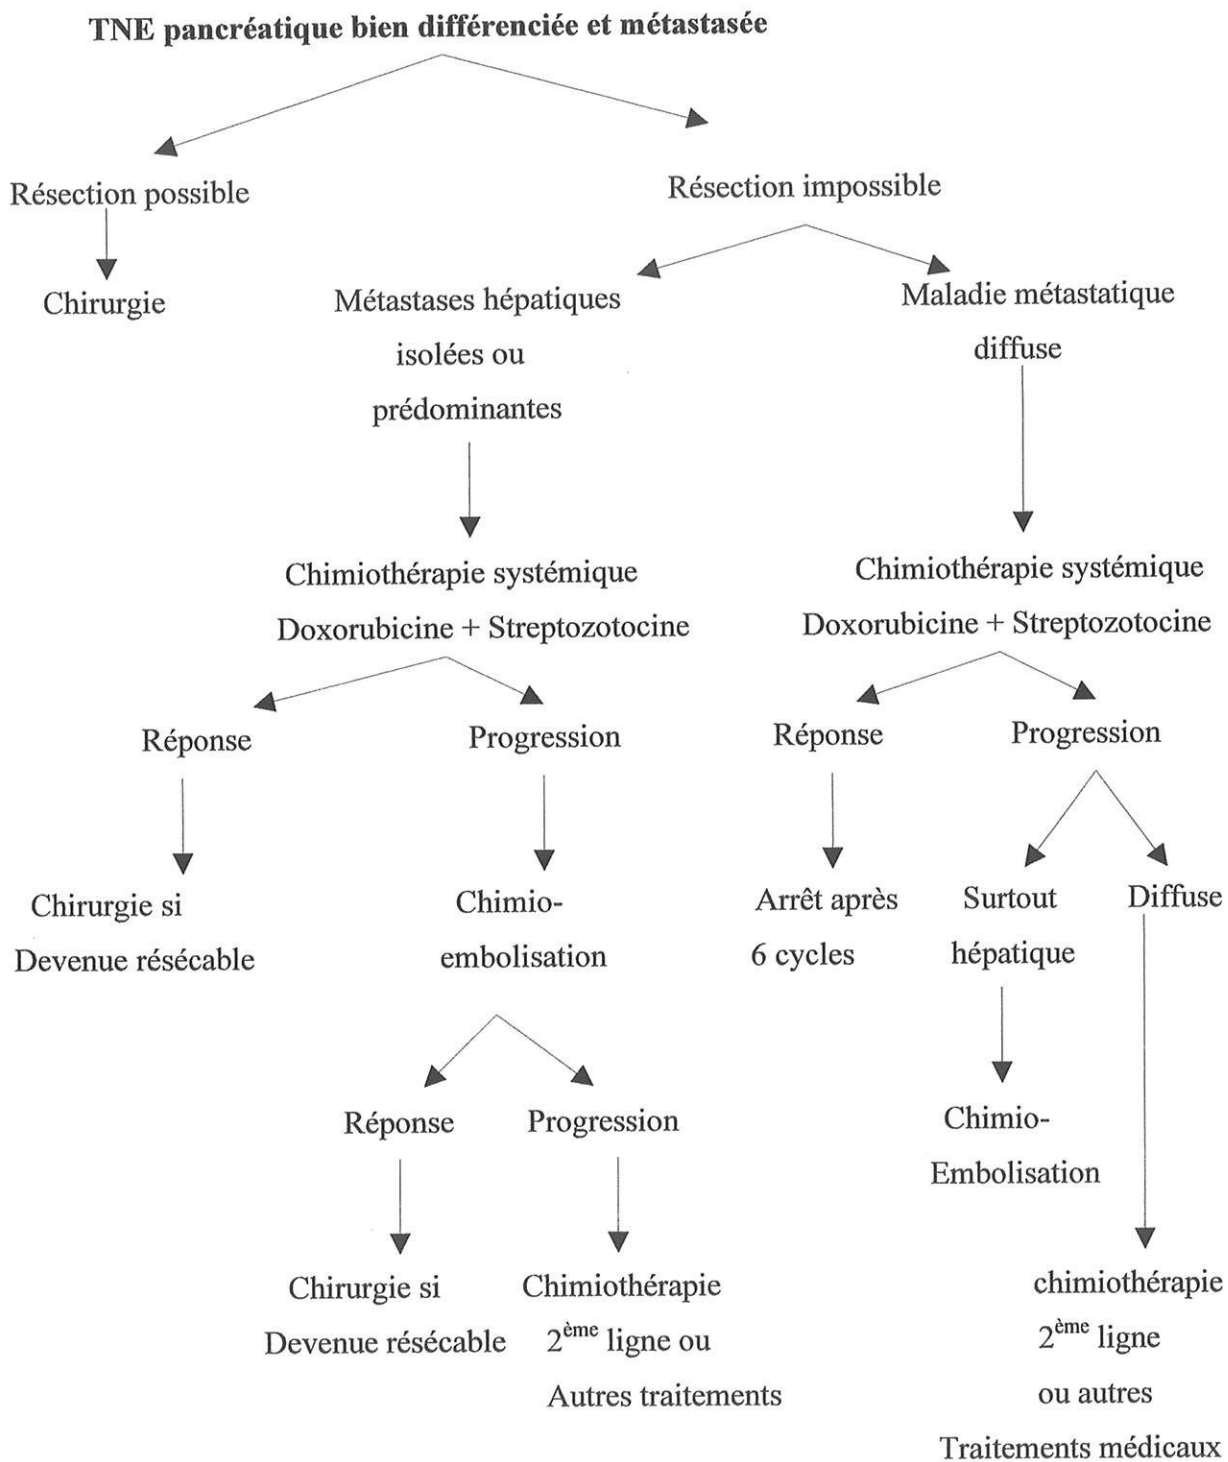 TNE pancréatique bien différenciée et métastasée
Résection possible
Résection impossible
Chirurgie
Métastases hépatiques
isolées ou
prédominantes
Maladie métastatique
diffuse
Chimiothérapie systémique
Doxorubicine + Streptozotocine
Chimiothérapie systémique
Doxorubicine + Streptozotocine
Réponse
Progression
Réponse
Progression
Chirurgie si
Devenue résécable
Chimio-
embolisation
Arrêt après
6 cycles
Surtout
hépatique
Diffuse
Réponse
Progression
Chimio-
Embolisation
Chirurgie si
Devenue résécable
Chimiothérapie
2ème ligne ou
Autres traitements
chimiothérapie
2ème ligne
ou autres
Traitements médicaux